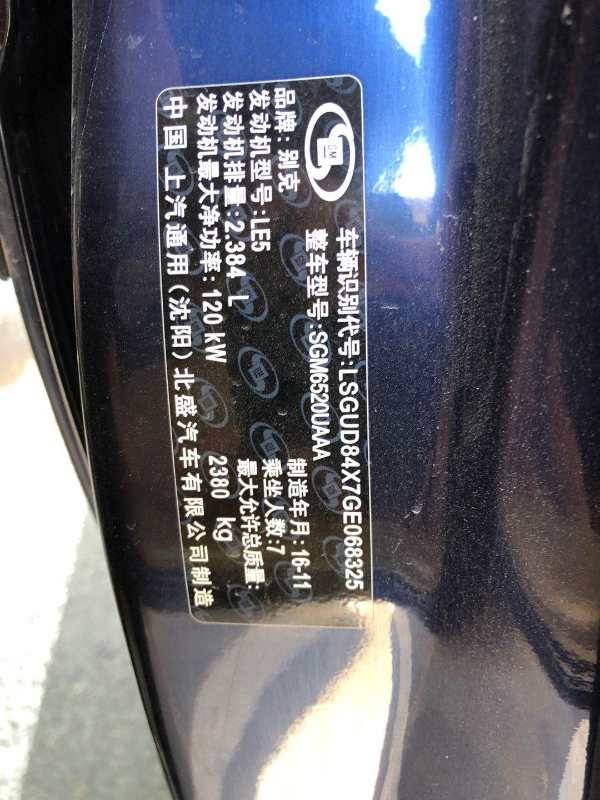 GM
车辆识别代号:LSGUD84X7GE068325
整车型号:SGM6520UAAA
品牌:别克
制造年月:16-11
发动机型号:LE5
乘坐人数:7
发动机排量:2.384 L
最大允许总质量:
发动机最大净功率:120 kW
2380 kg
中国 上汽通用(沈阳)北盛汽车有限公司制造